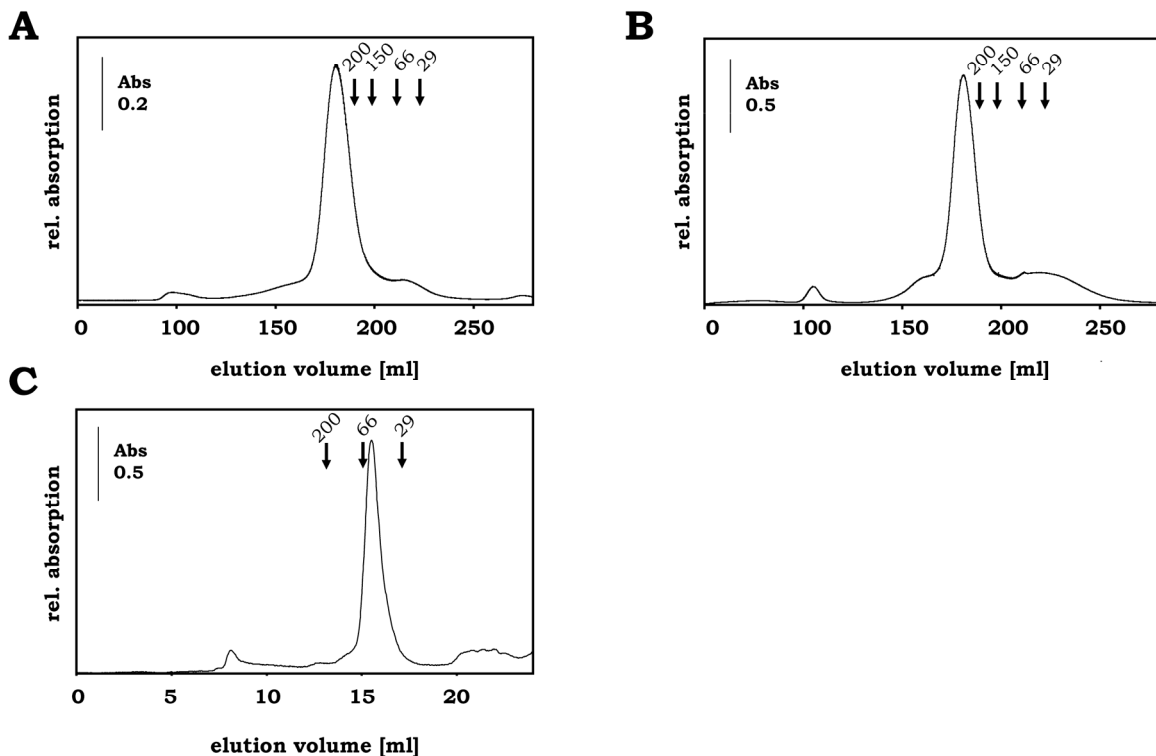 A
200 150 66 29
Abs
0.2
rel. absorption
0 100 150 200 250
elution volume [ml]
B
200 150 66 29
Abs
0.5
rel. absorption
0 100 150 200 250
elution volume [ml]
C
200 66 29
Abs
0.5
rel. absorption
0 5 10 15 20
elution volume [ml]